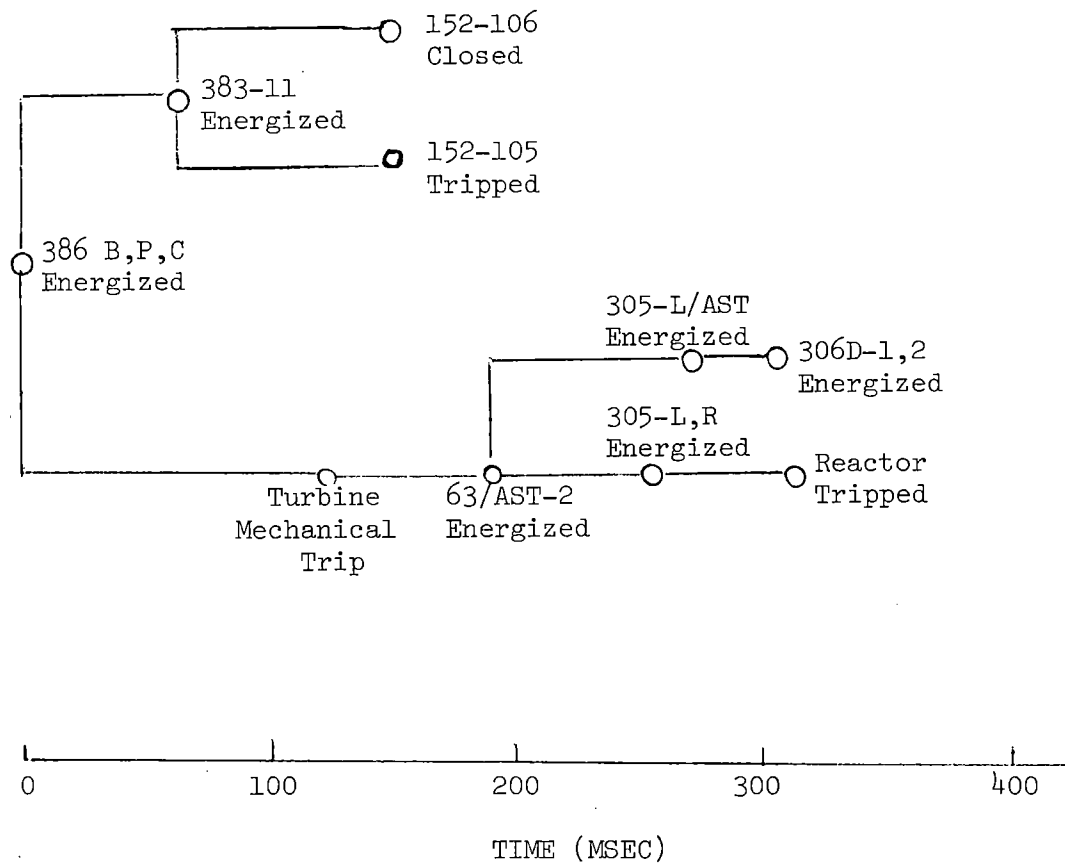 152-106
Closed
383-11
Energized
152-105
Tripped
386 B,P,C
Energized
305-L/AST
Energized
306D-1,2
Energized
305-L,R
Energized
Reactor
Tripped
Turbine
Mechanical
Trip
63/AST-2
Energized
0 100 200 300 400
TIME (MSEC)